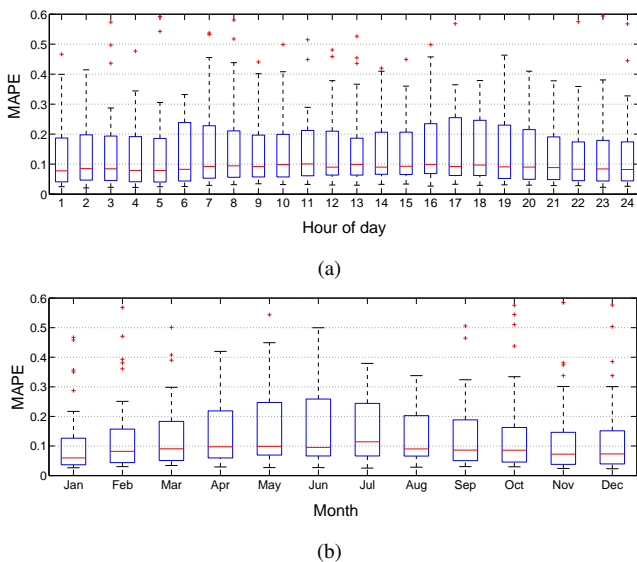 0.6
0.5
0.4
0.3
0.2
0.1
0
MAPE
1 2 3 4 5 6 7 8 9 10 11 12 13 14 15 16 17 18 19 20 21 22 23 24
Hour of day
(a)
0.6
0.5
0.4
0.3
0.2
0.1
0
MAPE
Jan Feb Mar Apr May Jun Jul Aug Sep Oct Nov Dec
Month
(b)